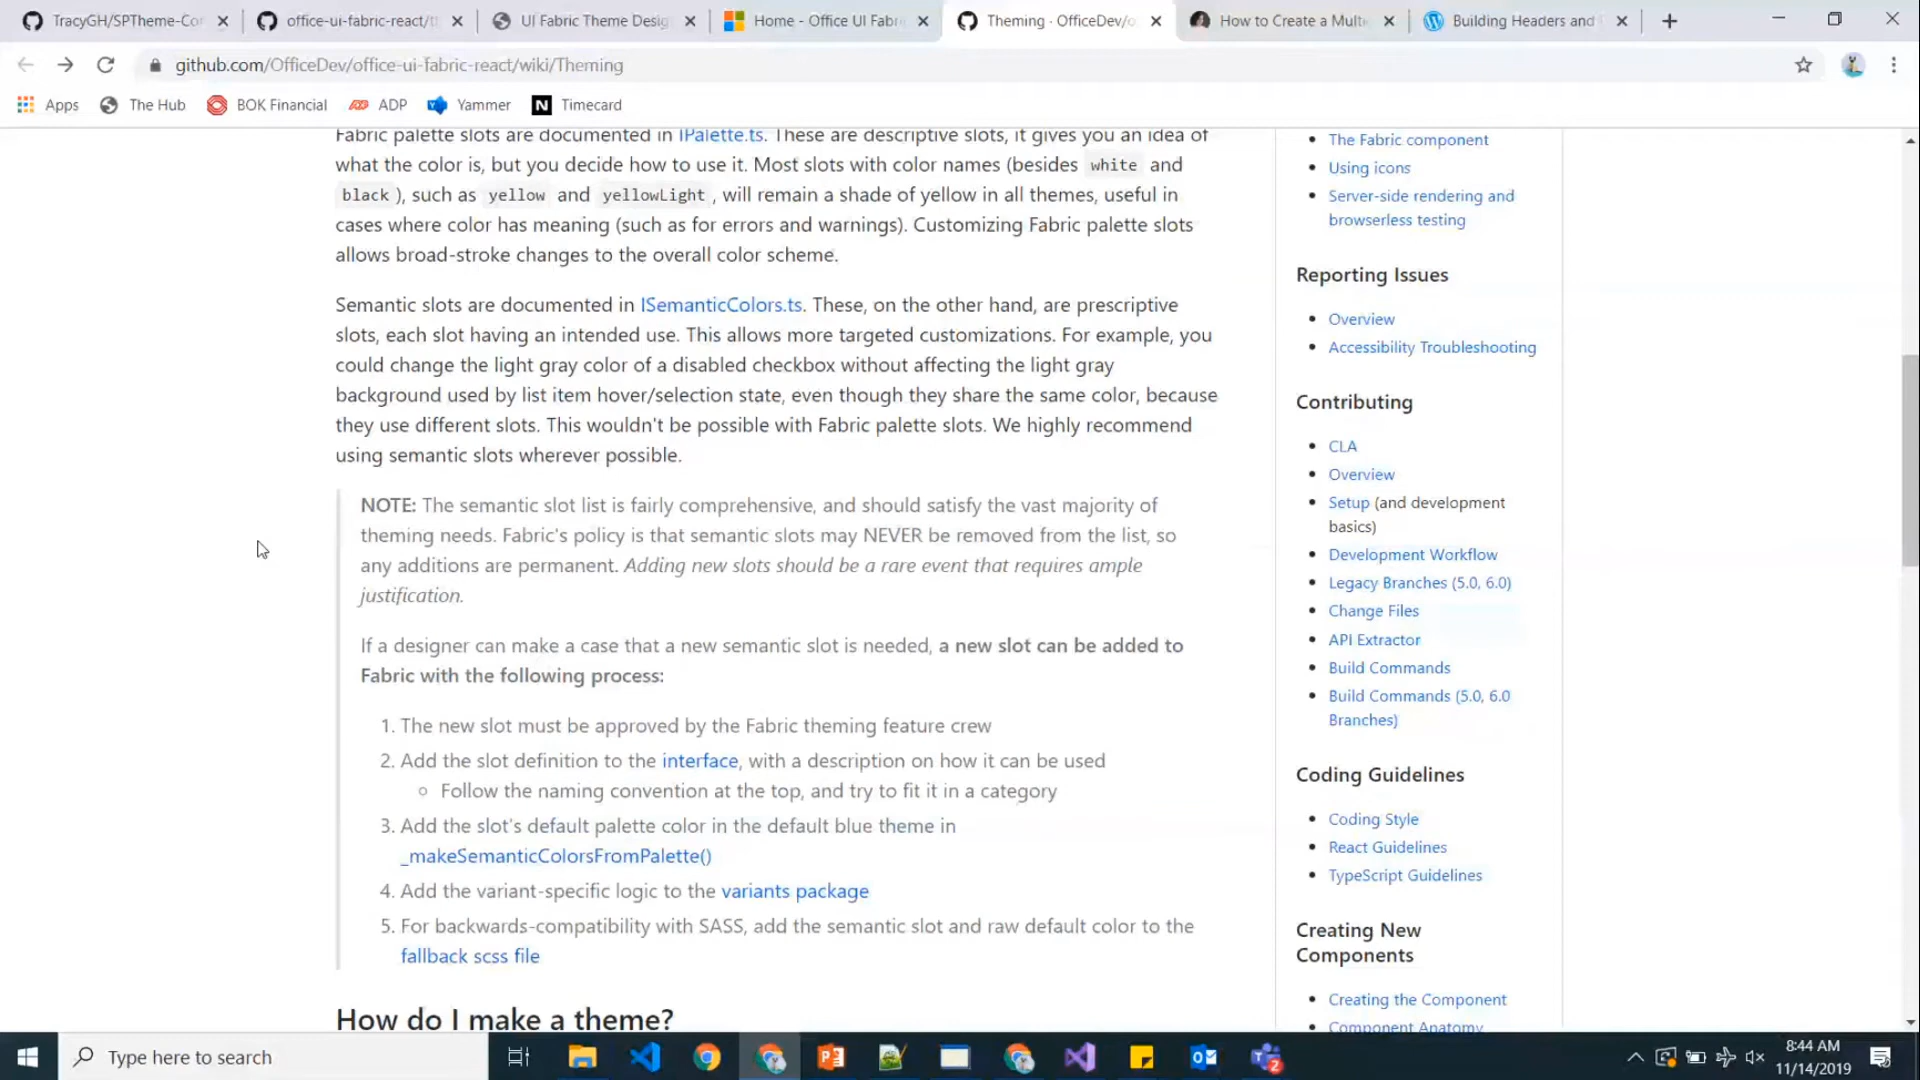 TracyGH/SPTheme-Co
office-ui-fabric-react/t
UI Fabric Theme Desig
Home - Office UI Fabr
Theming · OfficeDev/o
How to Create a Mult
Building Headers and
github.com/OfficeDev/office-ui-fabric-react/wiki/Theming
Apps
The Hub
BOK Financial
ADP
Yammer
N
Timecard
Fabric palette slots are documented in IPalette.ts. These are descriptive slots, it gives you an idea of
what the color is, but you decide how to use it. Most slots with color names (besides white and
black ), such as yellow and yellowLight , will remain a shade of yellow in all themes, useful in
cases where color has meaning (such as for errors and warnings). Customizing Fabric palette slots
allows broad-stroke changes to the overall color scheme.
Semantic slots are documented in ISemanticColors.ts. These, on the other hand, are prescriptive
slots, each slot having an intended use. This allows more targeted customizations. For example, you
could change the light gray color of a disabled checkbox without affecting the light gray
background used by list item hover/selection state, even though they share the same color, because
they use different slots. This wouldn't be possible with Fabric palette slots. We highly recommend
using semantic slots wherever possible.
NOTE: The semantic slot list is fairly comprehensive, and should satisfy the vast majority of
theming needs. Fabric's policy is that semantic slots may NEVER be removed from the list, so
any additions are permanent. Adding new slots should be a rare event that requires ample
justification.
If a designer can make a case that a new semantic slot is needed, a new slot can be added to
Fabric with the following process:
1. The new slot must be approved by the Fabric theming feature crew
2. Add the slot definition to the interface, with a description on how it can be used
Follow the naming convention at the top, and try to fit it in a category
3. Add the slot's default palette color in the default blue theme in
_makeSemanticColorsFromPalette()
4. Add the variant-specific logic to the variants package
5. For backwards-compatibility with SASS, add the semantic slot and raw default color to the
fallback scss file
How do I make a theme?
The Fabric component
Using icons
Server-side rendering and
browserless testing
Reporting Issues
Overview
Accessibility Troubleshooting
Contributing
CLA
Overview
Setup (and development
basics)
Development Workflow
Legacy Branches (5.0, 6.0)
Change Files
API Extractor
Build Commands
Build Commands (5.0, 6.0
Branches)
Coding Guidelines
Coding Style
React Guidelines
TypeScript Guidelines
Creating New
Components
Creating the Component
Component Anatomy
Type here to search
8:44 AM
11/14/2019